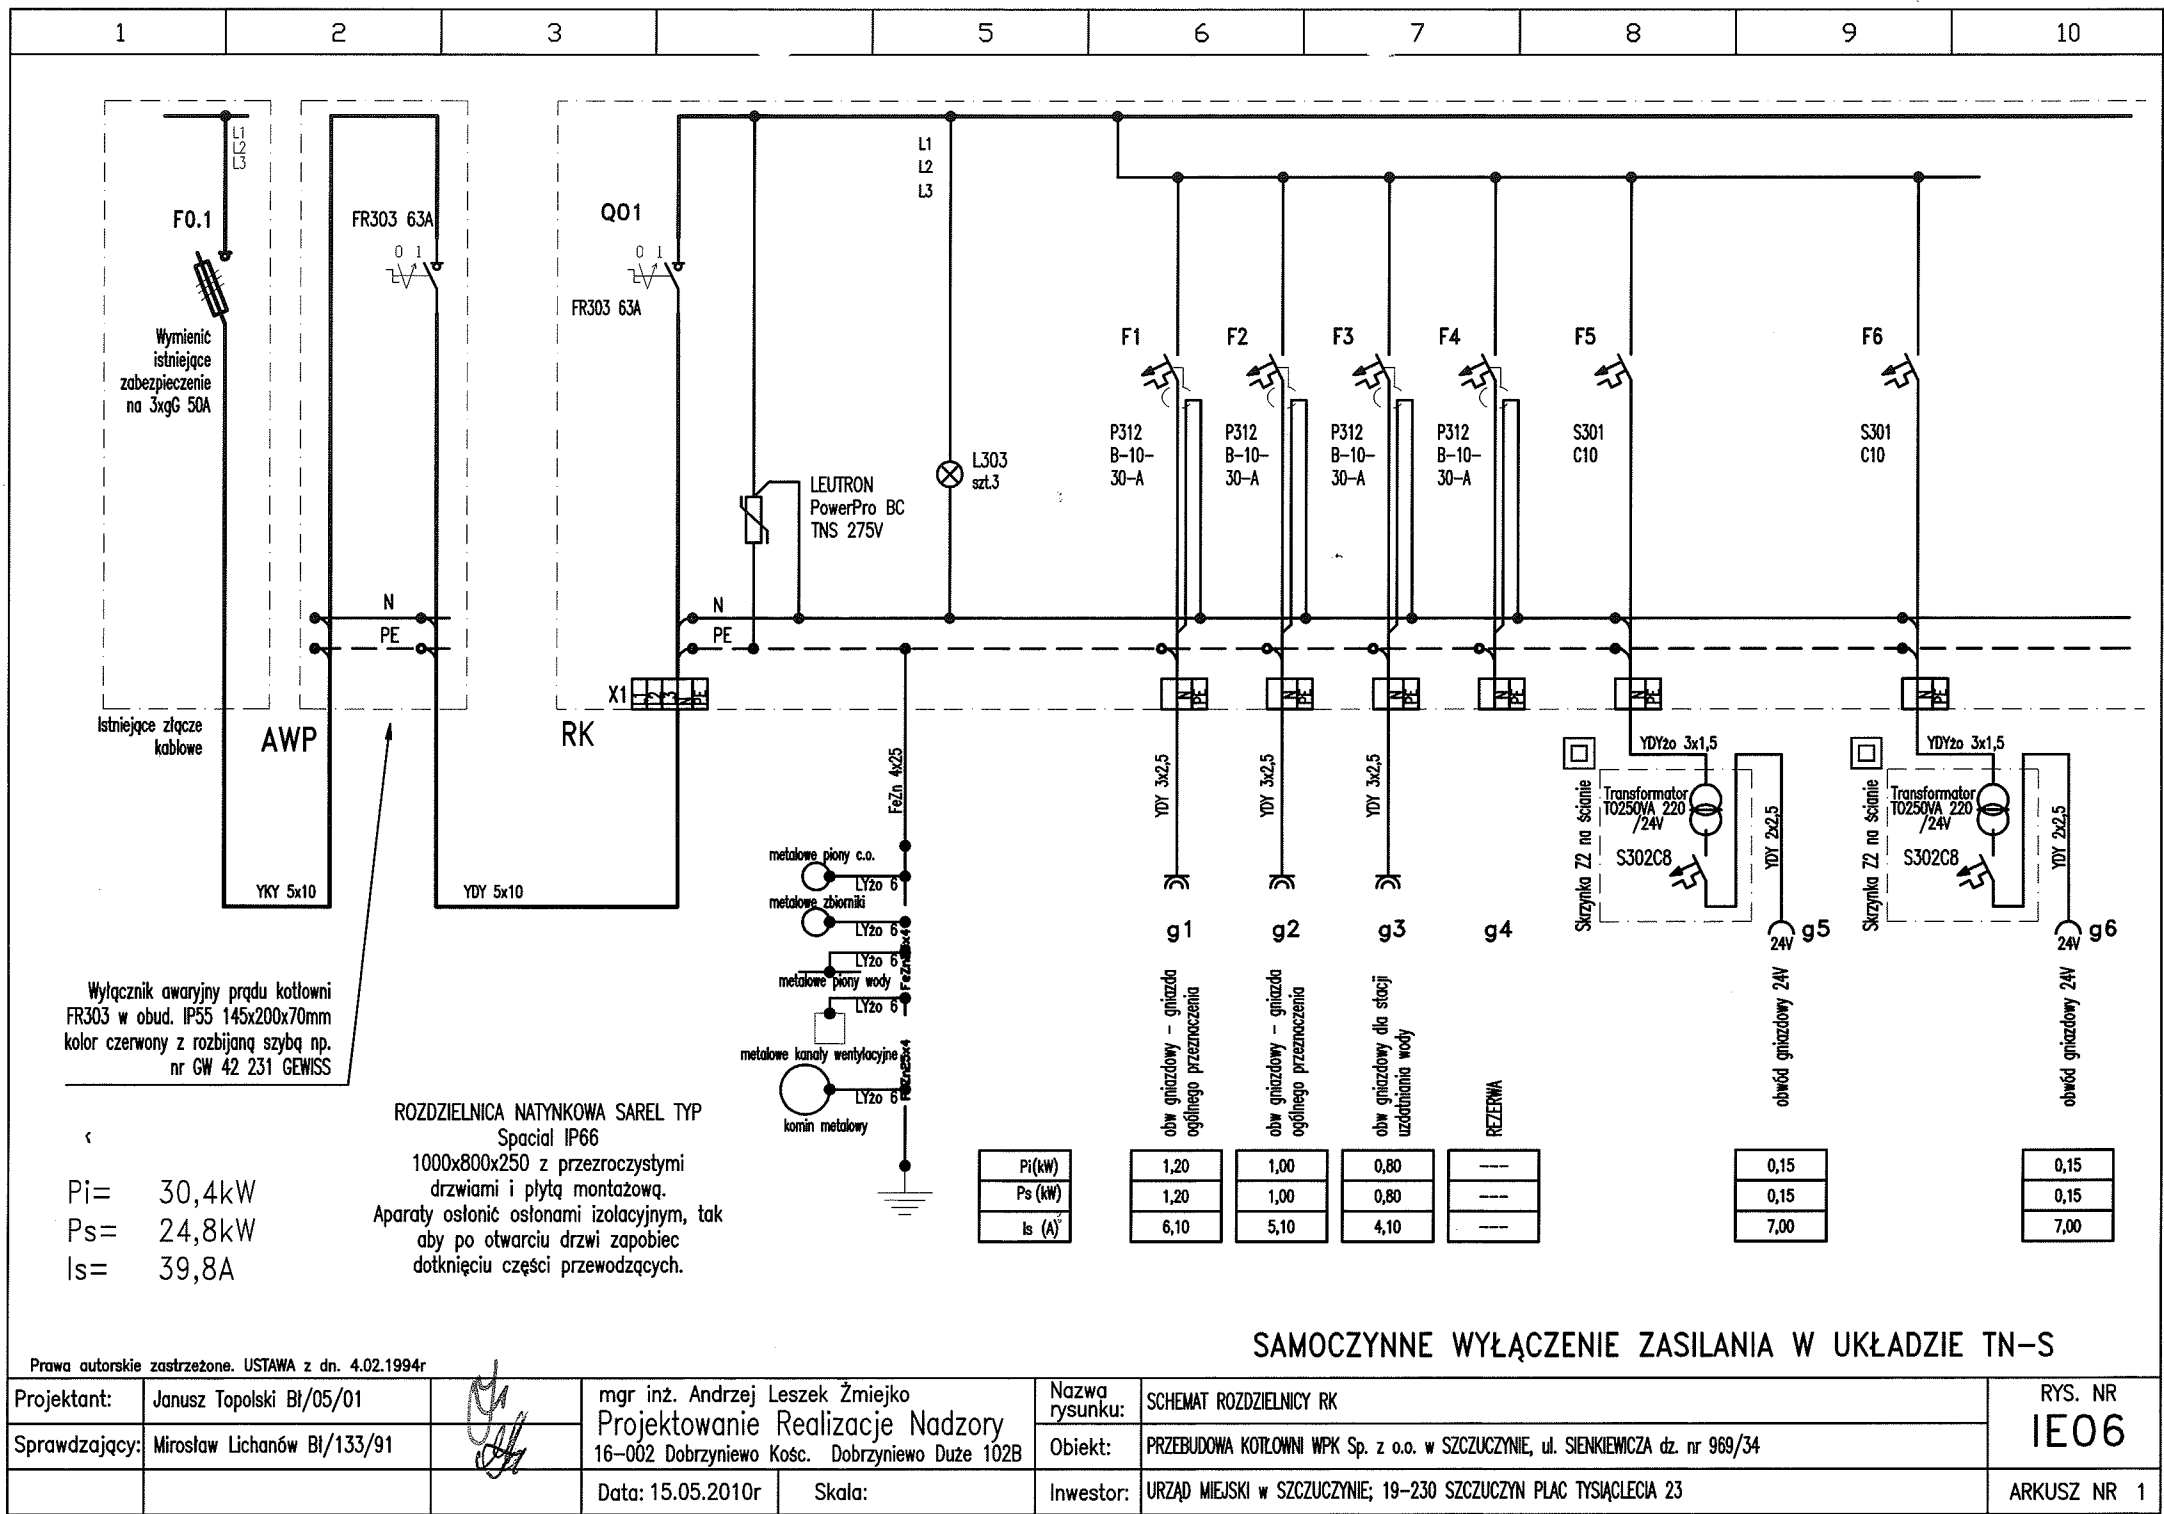 1 2 3 5 6 7 8 9 10
L1
L2
L3
F0.1
Wymienić
istniejące
zabezpieczenie
na 3xgG 50A
Istniejące złącze
kablowe
FR303 63A
0 1
N
PE
AWP
YKY 5x10
YDY 5x10
Q01
0 1
FR303 63A
X1
L1 L2 L3 N PE
RK
N
PE
LEUTRON
PowerPro BC
TNS 275V
L1
L2
L3
L303
szt.3
F1
P312
B-10-
30-A
F2
P312
B-10-
30-A
F3
P312
B-10-
30-A
F4
P312
B-10-
30-A
F5
S301
C10
F6
S301
C10
N PE
N PE
N PE
N PE
N PE
N PE
FeZn 4x25
metalowe piony c.o.
LYżo 6
metalowe zbiorniki
LYżo 6
LYżo 6
metalowe piony wody
LYżo 6
metalowe kanały wentylacyjne
FeZn25x4
LYżo 6
komin metalowy
YDY 3x2,5
YDY 3x2,5
YDY 3x2,5
g1
g2
g3
g4
obw gniazdowy - gniazda
ogólnego przeznaczenia
obw gniazdowy - gniazda
ogólnego przeznaczenia
obw gniazdowy dla stacji
uzdatniania wody
REZERWA
YDYżo 3x1,5
Skrzynka Z2 na ścianie
Transformator
TO250VA 220
/24V
S302C8
YDY 2x2,5
24V
g5
obwód gniazdowy 24V
YDYżo 3x1,5
Skrzynka Z2 na ścianie
Transformator
TO250VA 220
/24V
S302C8
YDY 2x2,5
24V
g6
obwód gniazdowy 24V
Wyłącznik awaryjny prądu kotłowni
FR303 w obud. IP55 145x200x70mm
kolor czerwony z rozbijaną szybą np.
nr GW 42 231 GEWISS
ROZDZIELNICA NATYNKOWA SAREL TYP
Spacial IP66
1000x800x250 z przezroczystymi
drzwiami i płytą montażową.
Aparaty osłonić osłonami izolacyjnym, tak
aby po otwarciu drzwi zapobiec
dotknięciu części przewodzących.
Pi= 30,4kW
Ps= 24,8kW
Is= 39,8A
Pi(kW) 1,20 1,00 0,80 --- 0,15 0,15
Ps (kW) 1,20 1,00 0,80 --- 0,15 0,15
Is (A) 6,10 5,10 4,10 --- 7,00 7,00
SAMOCZYNNE WYŁĄCZENIE ZASILANIA W UKŁADZIE TN-S
Prawa autorskie zastrzeżone. USTAWA z dn. 4.02.1994r
Projektant: Janusz Topolski Bł/05/01
Sprawdzający: Mirosław Lichanów Bł/133/91
mgr inż. Andrzej Leszek Żmiejko
Projektowanie Realizacje Nadzory
16-002 Dobrzyniewo Kośc. Dobrzyniewo Duże 102B
Data: 15.05.2010r Skala:
Nazwa
rysunku: SCHEMAT ROZDZIELNICY RK
Obiekt: PRZEBUDOWA KOTŁOWNI WPK Sp. z o.o. w SZCZUCZYNIE, ul. SIENKIEWICZA dz. nr 969/34
Inwestor: URZĄD MIEJSKI w SZCZUCZYNIE; 19-230 SZCZUCZYN PLAC TYSIĄCLECIA 23
RYS. NR
IE06
ARKUSZ NR 1